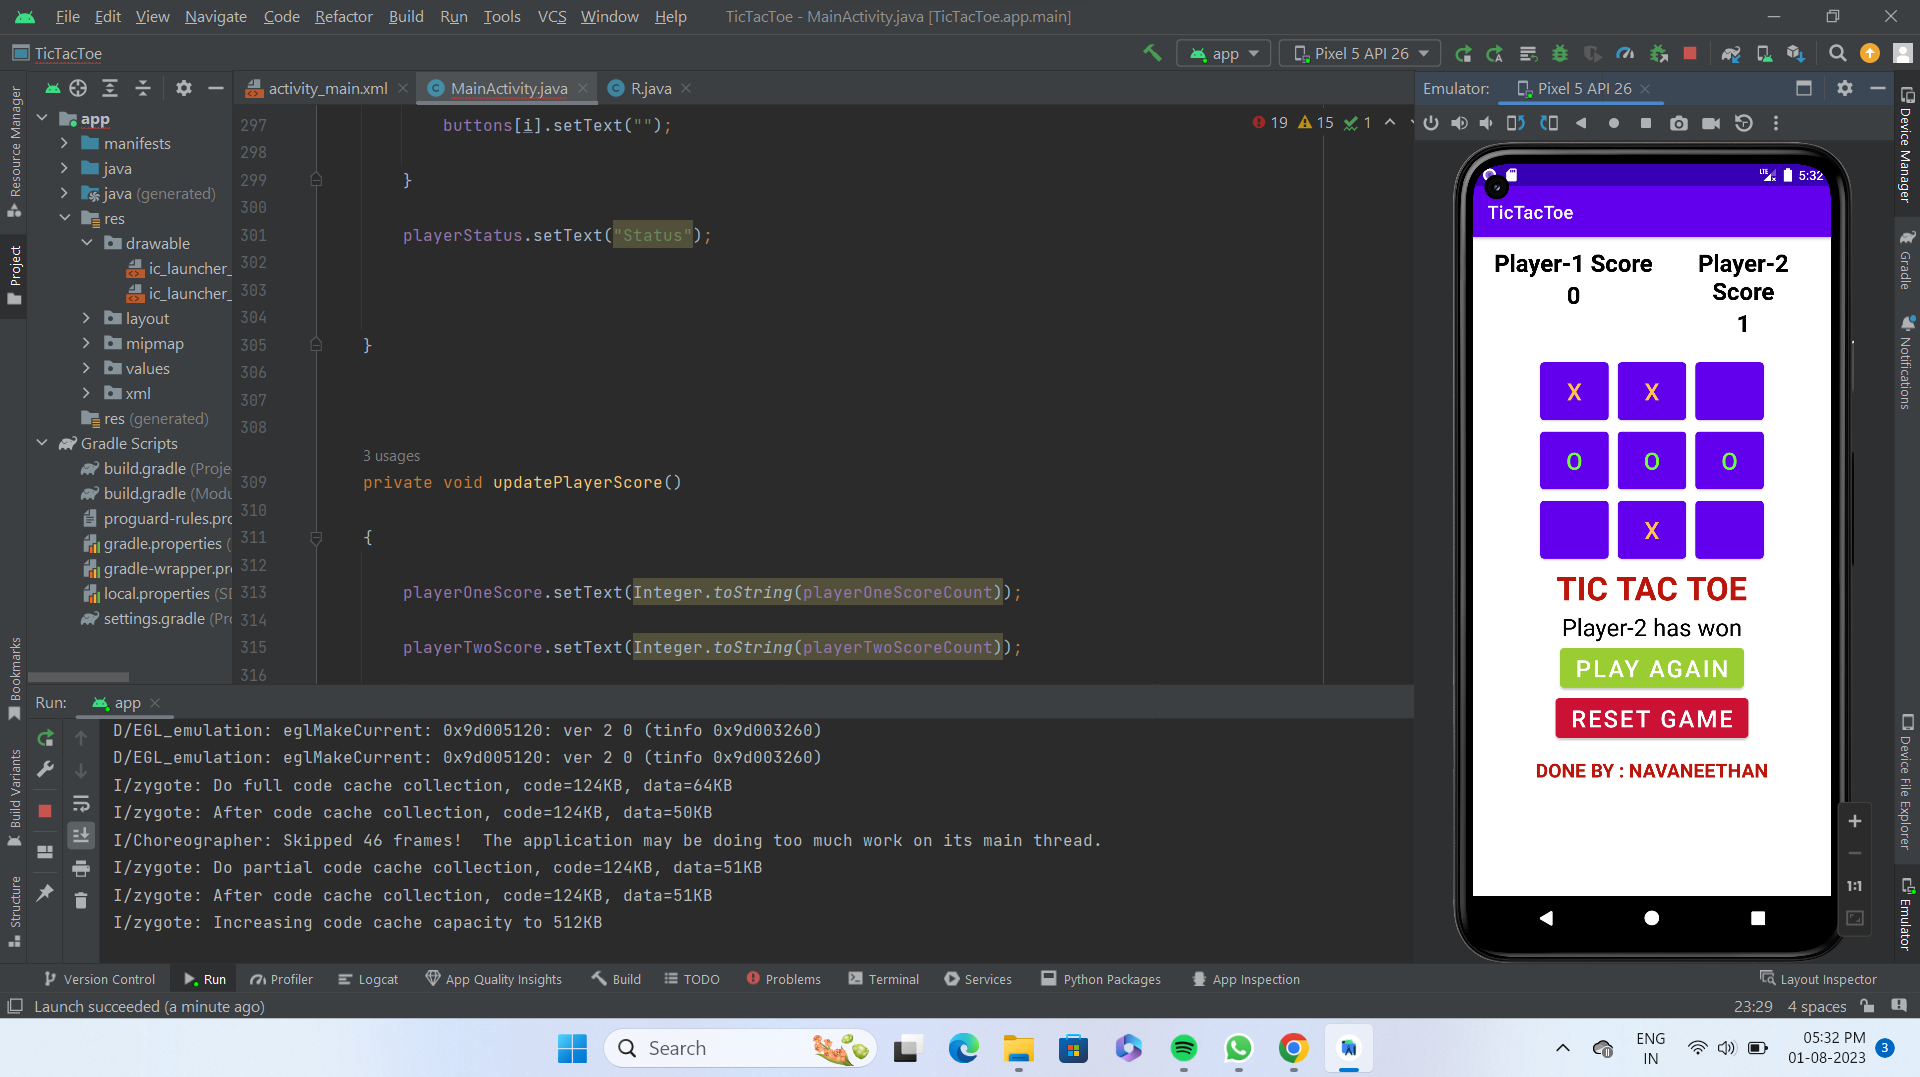 File Edit View Navigate Code Refactor Build Run Tools VCS Window Help TicTacToe - MainActivity.java [TicTacToe.app.main]
TicTacToe app Pixel 5 API 26
activity_main.xml MainActivity.java R.java
Emulator: Pixel 5 API 26
Resource Manager
Project
Bookmarks
Build Variants
Structure
app
manifests
java
java (generated)
res
drawable
ic_launcher_
ic_launcher_
layout
mipmap
values
xml
res (generated)
Gradle Scripts
build.gradle (Proje
build.gradle (Modu
proguard-rules.pro
gradle.properties (
gradle-wrapper.pr
local.properties (SD
settings.gradle (Pro
19 15 1
297 buttons[i].setText("");
298
299 }
300
301 playerStatus.setText("Status");
302
303
304
305 }
306
307
308
3 usages
309 private void updatePlayerScore()
310
311 {
312
313 playerOneScore.setText(Integer.toString(playerOneScoreCount));
314
315 playerTwoScore.setText(Integer.toString(playerTwoScoreCount));
316
LTE 5:32
TicTacToe
Player-1 Score
0
Player-2
Score
1
X X
O O O
X
TIC TAC TOE
Player-2 has won
PLAY AGAIN
RESET GAME
DONE BY : NAVANEETHAN
1:1
Device Manager
Gradle
Notifications
Device File Explorer
Emulator
Run: app
D/EGL_emulation: eglMakeCurrent: 0x9d005120: ver 2 0 (tinfo 0x9d003260)
D/EGL_emulation: eglMakeCurrent: 0x9d005120: ver 2 0 (tinfo 0x9d003260)
I/zygote: Do full code cache collection, code=124KB, data=64KB
I/zygote: After code cache collection, code=124KB, data=50KB
I/Choreographer: Skipped 46 frames!  The application may be doing too much work on its main thread.
I/zygote: Do partial code cache collection, code=124KB, data=51KB
I/zygote: After code cache collection, code=124KB, data=51KB
I/zygote: Increasing code cache capacity to 512KB
Version Control Run Profiler Logcat App Quality Insights Build TODO Problems Terminal Services Python Packages App Inspection Layout Inspector
Launch succeeded (a minute ago) 23:29 4 spaces
Search
ENG
IN
05:32 PM
01-08-2023
3